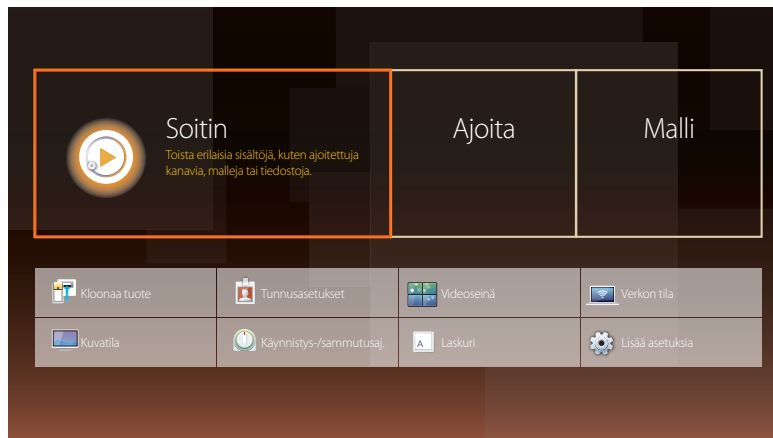 Soitin
Toista erilaisia sisältöjä, kuten ajoitettuja
kanavia, malleja tai tiedostoja.
Ajoita
Malli
Kloonaa tuote
Tunnusasetukset
Videoseinä
Verkon tila
Kuvatila
Käynnistys-/sammutusaj.
A
Laskuri
Lisää asetuksia